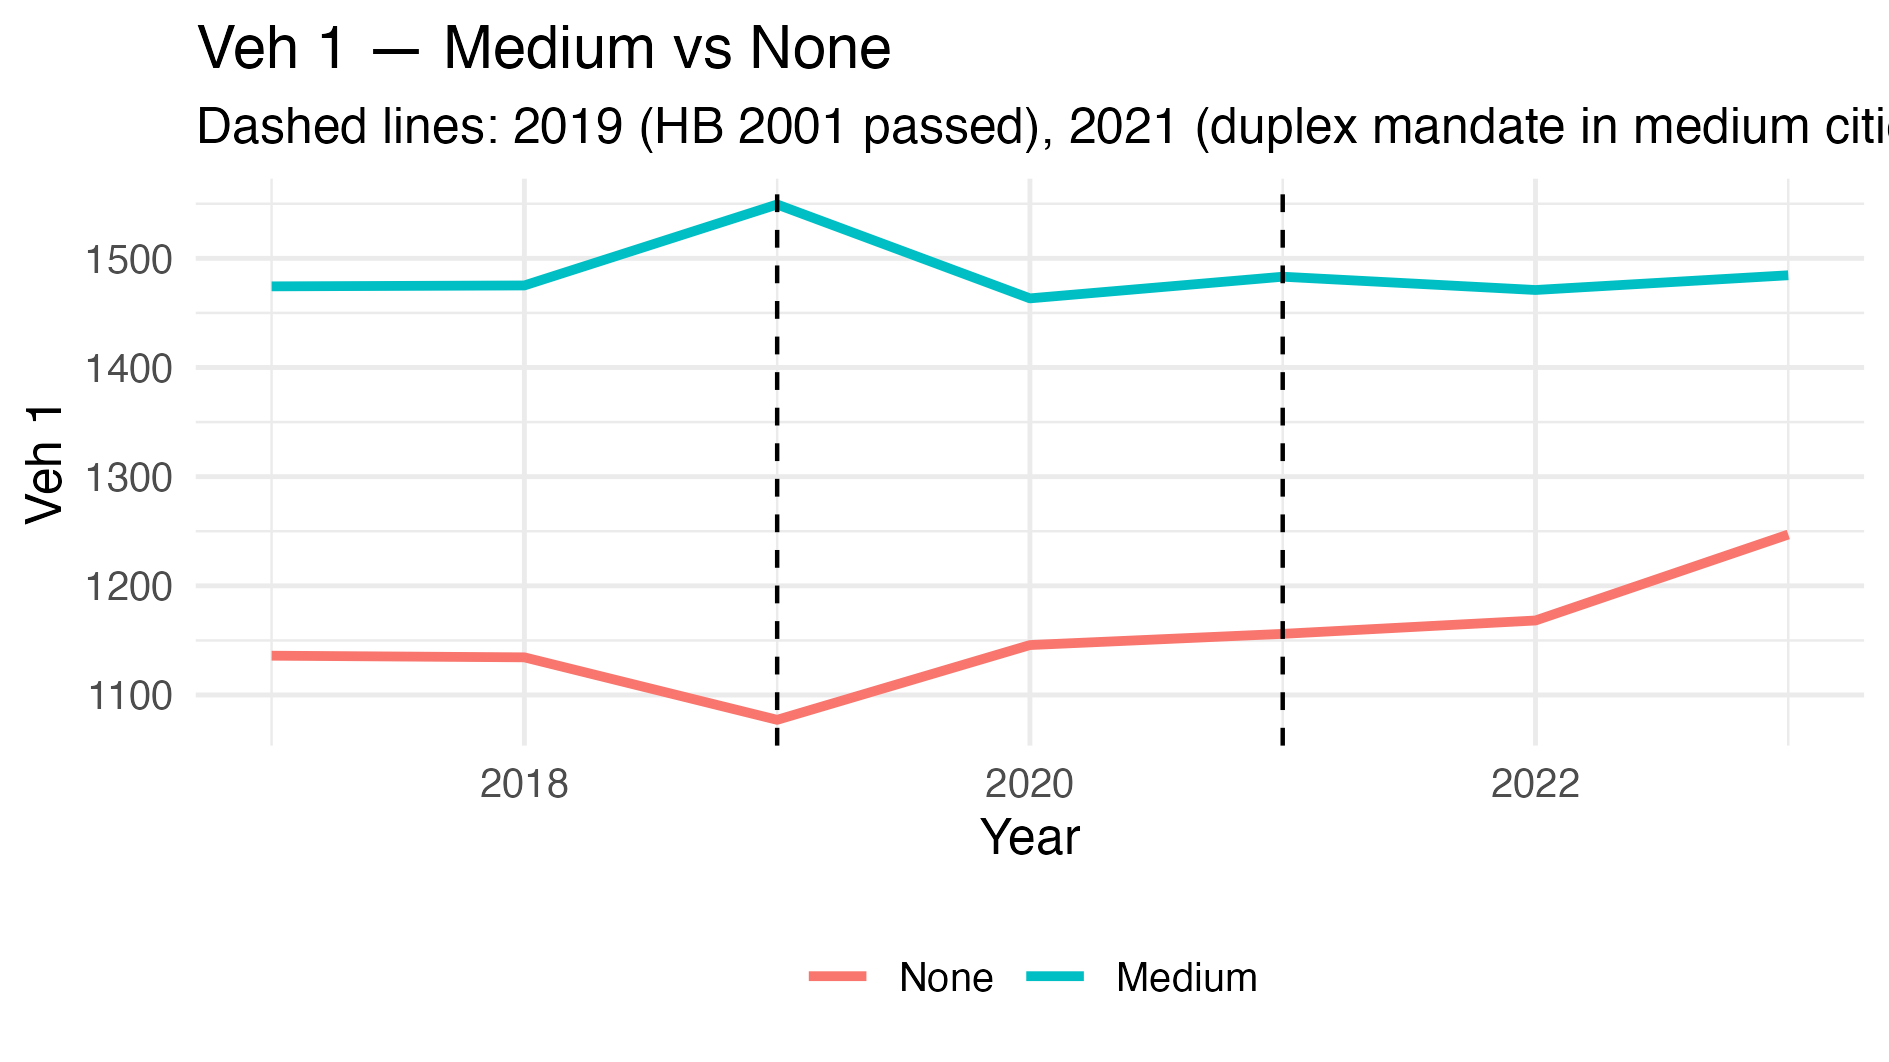 Veh 1 — Medium vs None
Dashed lines: 2019 (HB 2001 passed), 2021 (duplex mandate in medium citi
1500
1400
1300
1200
1100
Veh 1
2018 2020 2022
Year
None Medium